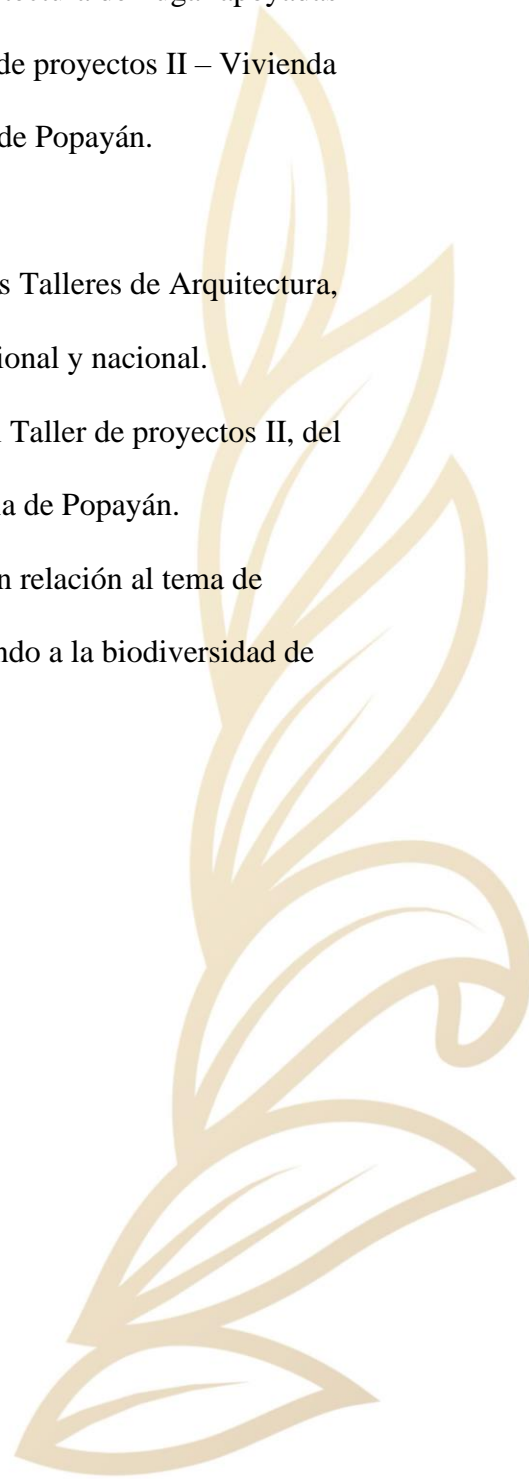 de proyectos II – Vivienda
de Popayán.
s Talleres de Arquitectura,
ional y nacional.
Taller de proyectos II, del
a de Popayán.
n relación al tema de
ndo a la biodiversidad de